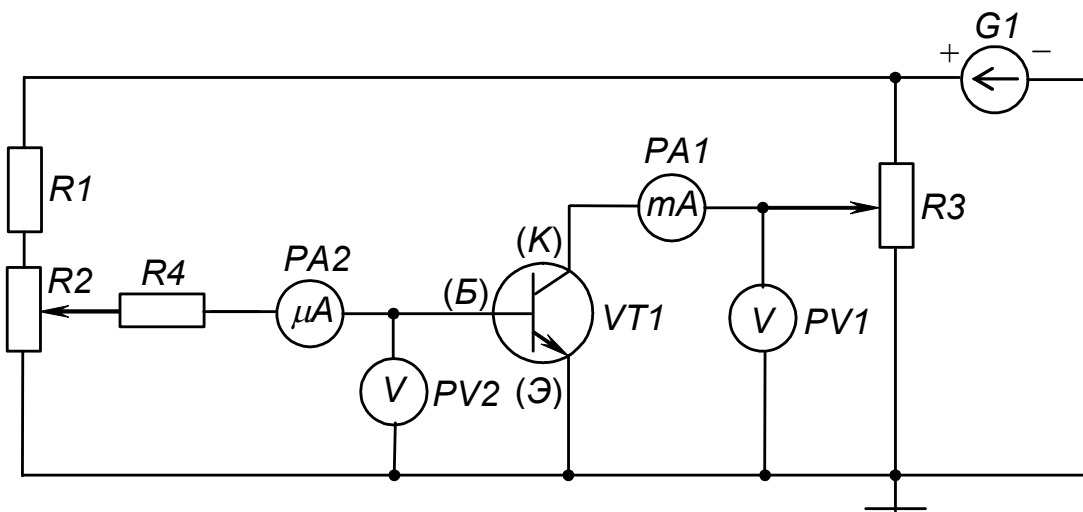 G1
+ −
PA1
R1
mA
R3
(К)
R2
R4
PA2
(Б)
μA
VT1
V
PV1
V
PV2
(Э)